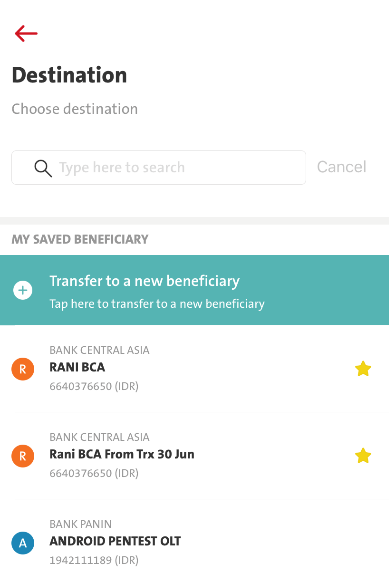 Destination
Choose destination
Type here to search
Cancel
MY SAVED BENEFICIARY
Transfer to a new beneficiary
Tap here to transfer to a new beneficiary
BANK CENTRAL ASIA
R
RANI BCA
6640376650 (IDR)
BANK CENTRAL ASIA
R
Rani BCA From Trx 30 Jun
6640376650 (IDR)
BANK PANIN
A
ANDROID PENTEST OLT
1942111189 (IDR)